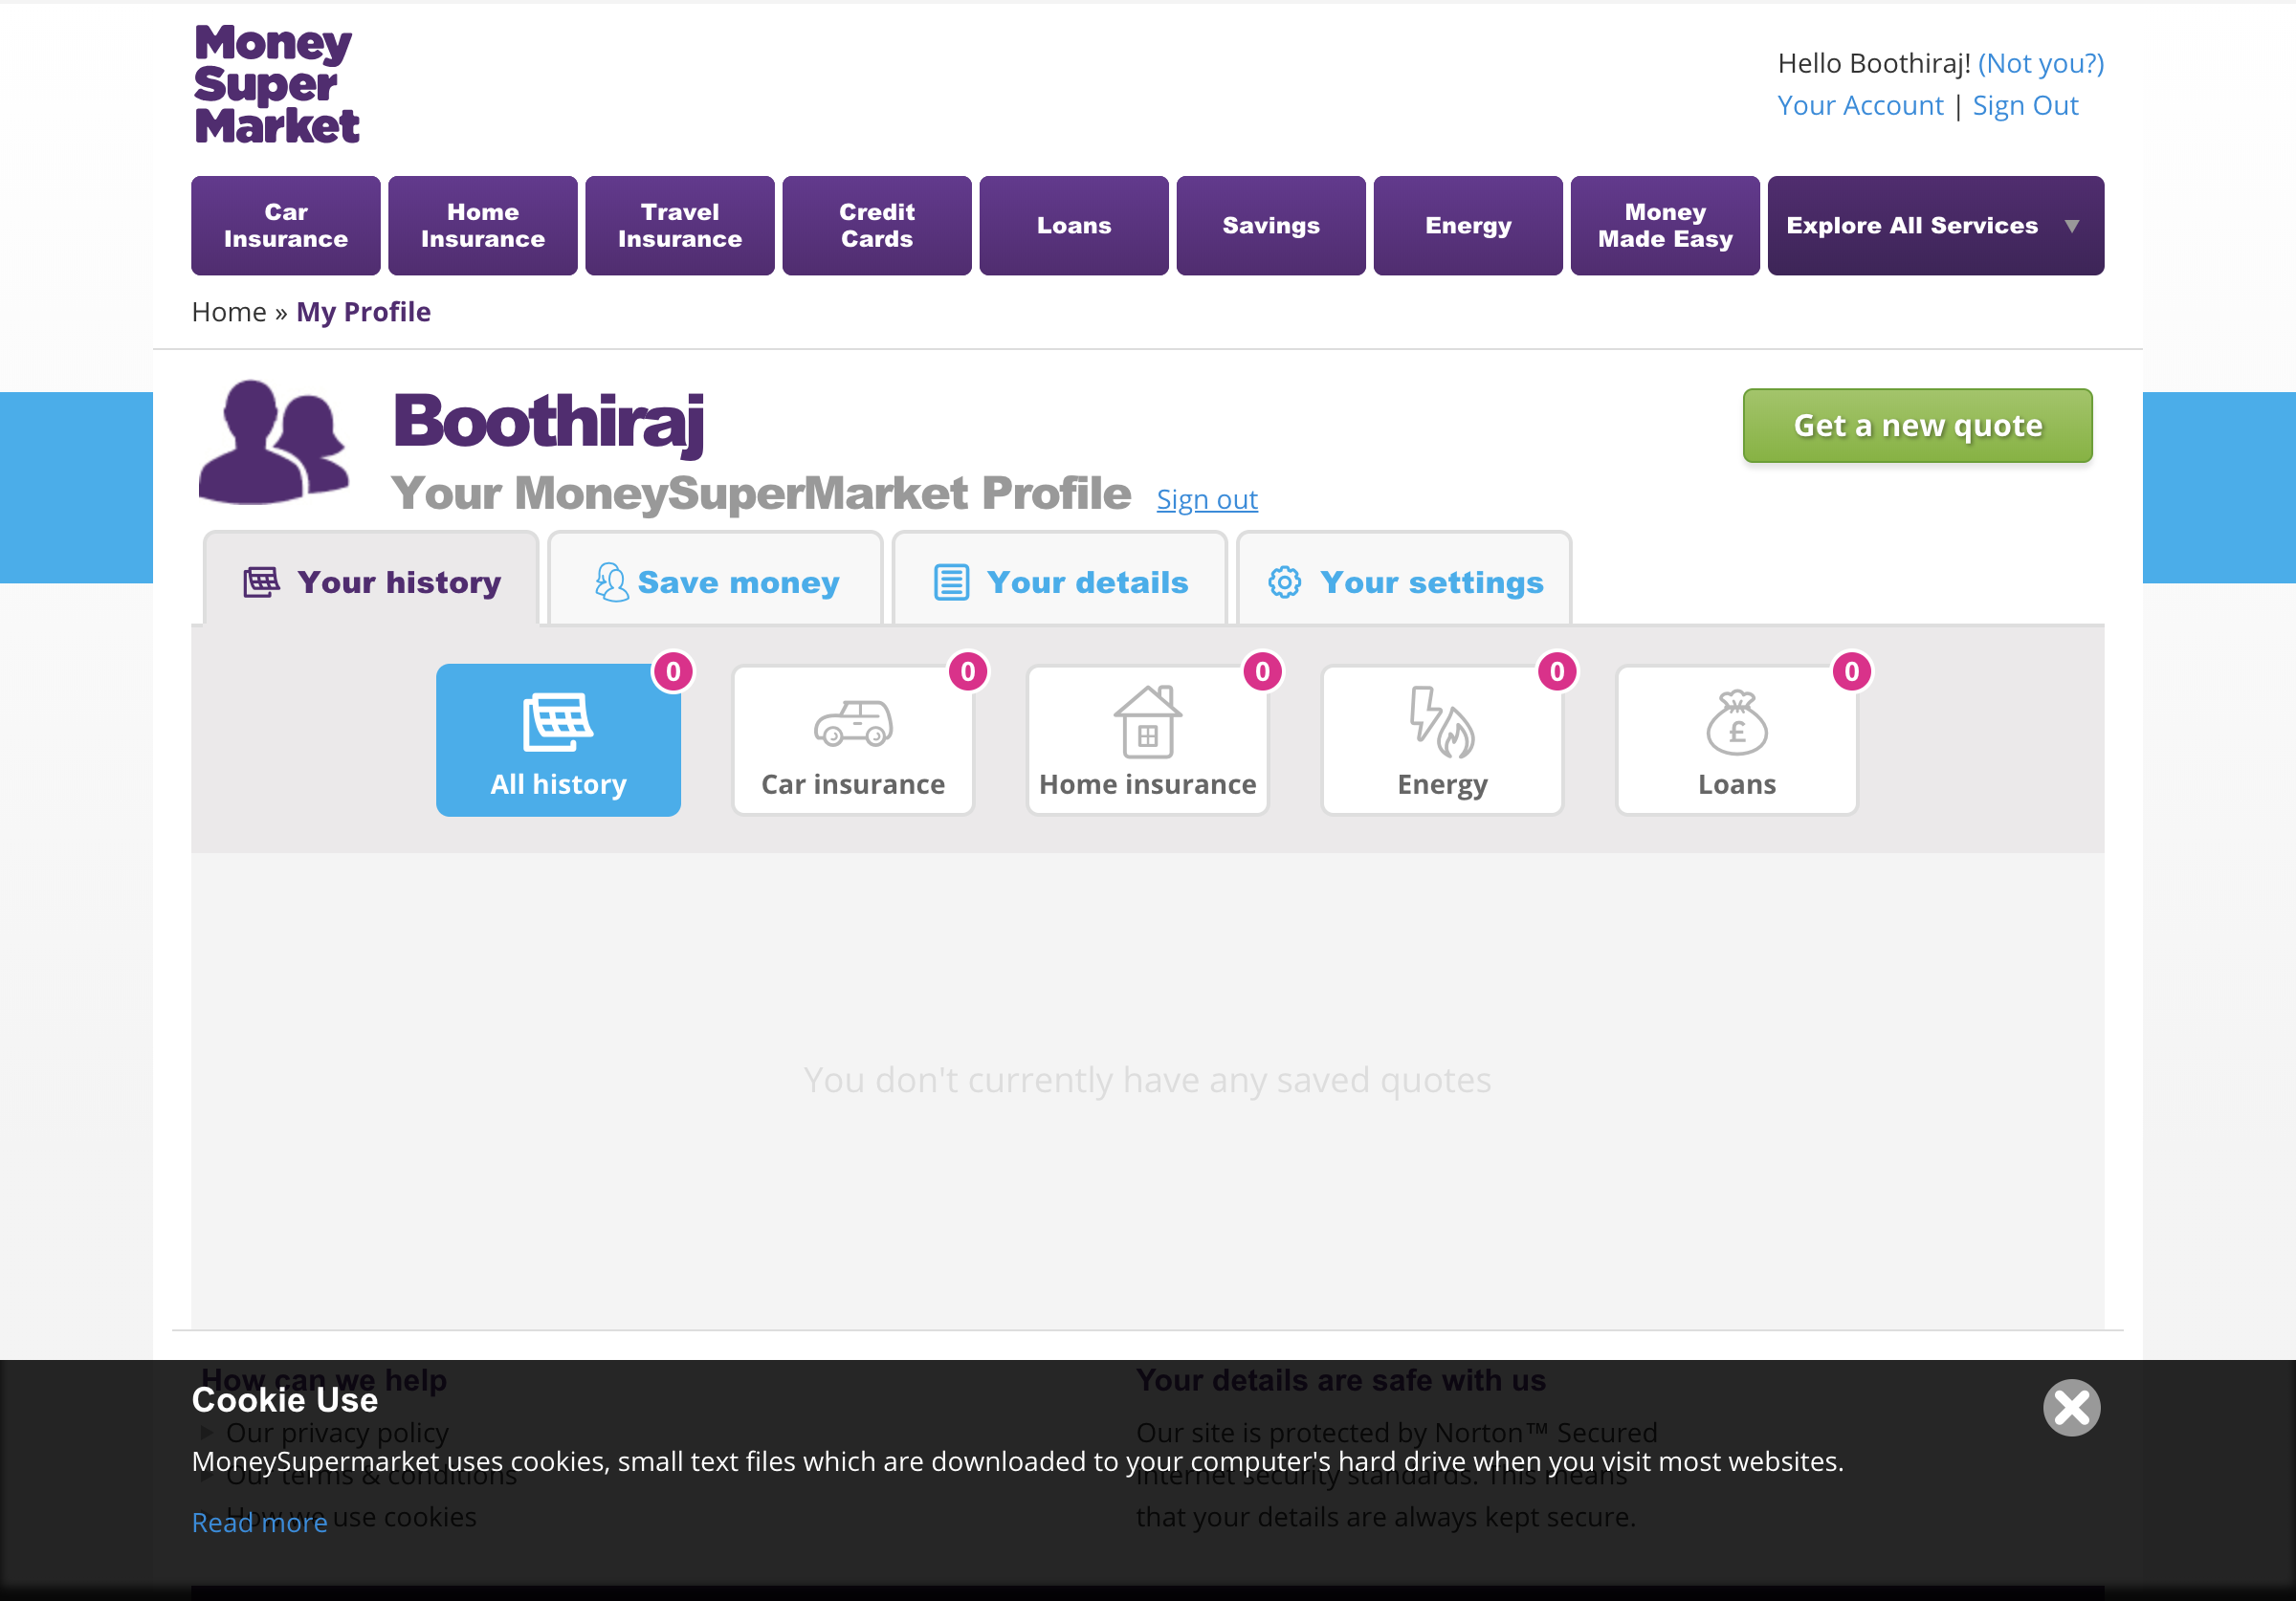 Money
Super
Market
Hello Boothiraj! (Not you?)
Your Account | Sign Out
Car
Insurance
Home
Insurance
Travel
Insurance
Credit
Cards
Loans
Savings
Energy
Money
Made Easy
Explore All Services ▼
Home » My Profile
Boothiraj
Your MoneySuperMarket Profile Sign out
Get a new quote
Your history
Save money
Your details
Your settings
0
All history
0
Car insurance
0
Home insurance
0
Energy
0
£
Loans
You don't currently have any saved quotes
How can we help
Our privacy policy
Our terms & conditions
How we use cookies
Your details are safe with us
Our site is protected by Norton™ Secured
internet security standards. This means
that your details are always kept secure.
Cookie Use
MoneySupermarket uses cookies, small text files which are downloaded to your computer's hard drive when you visit most websites.
Read more